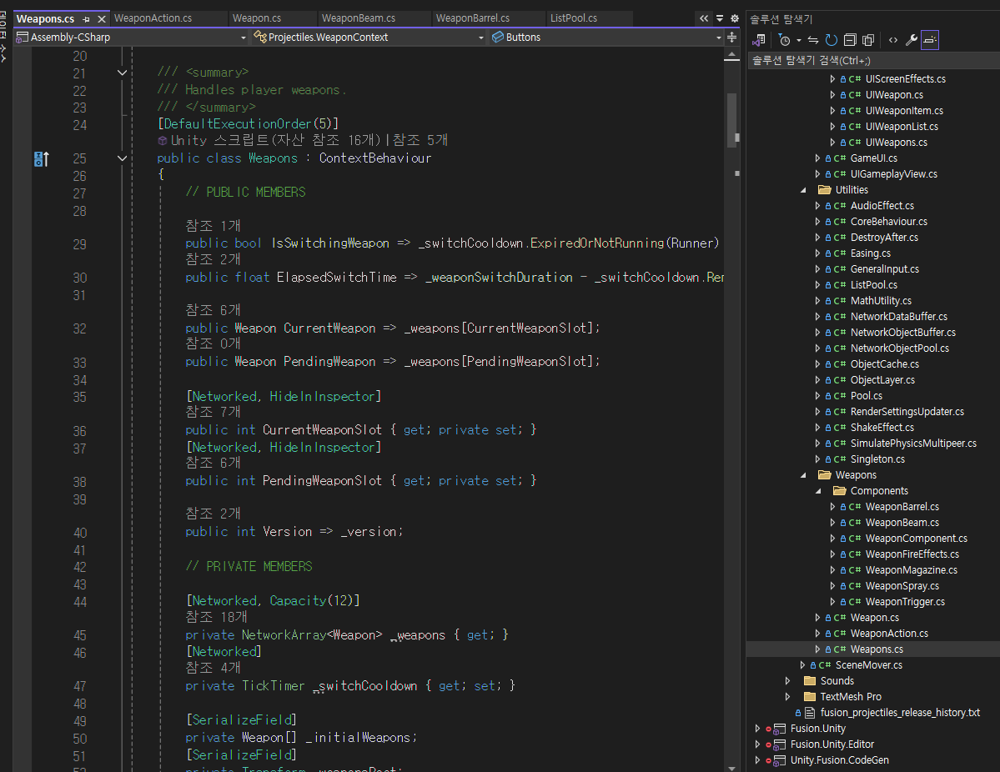 Weapons.cs
WeaponAction.cs
Weapon.cs
WeaponBeam.cs
WeaponBarrel.cs
ListPool.cs
Assembly-CSharp
Projectiles.WeaponContext
Buttons
20
21 /// <summary>
22 /// Handles player weapons.
23 /// </summary>
24 [DefaultExecutionOrder(5)]
Unity 스크립트(자산 참조 16개)|참조 5개
25 public class Weapons : ContextBehaviour
26 {
27 // PUBLIC MEMBERS
28
참조 1개
29 public bool IsSwitchingWeapon => _switchCooldown.ExpiredOrNotRunning(Runner)
참조 2개
30 public float ElapsedSwitchTime => _weaponSwitchDuration - _switchCooldown.Rer
31
참조 6개
32 public Weapon CurrentWeapon => _weapons[CurrentWeaponSlot];
참조 0개
33 public Weapon PendingWeapon => _weapons[PendingWeaponSlot];
34
35 [Networked, HideInInspector]
참조 7개
36 public int CurrentWeaponSlot { get; private set; }
37 [Networked, HideInInspector]
참조 6개
38 public int PendingWeaponSlot { get; private set; }
39
참조 2개
40 public int Version => _version;
41
42 // PRIVATE MEMBERS
43
44 [Networked, Capacity(12)]
참조 18개
45 private NetworkArray<Weapon> _weapons { get; }
46 [Networked]
참조 4개
47 private TickTimer _switchCooldown { get; set; }
48
49 [SerializeField]
50 private Weapon[] _initialWeapons;
51 [SerializeField]
52 private Transform _weaponsRoot;
솔루션 탐색기
솔루션 탐색기 검색(Ctrl+;)
C# UIScreenEffects.cs
C# UIWeapon.cs
C# UIWeaponItem.cs
C# UIWeaponList.cs
C# UIWeapons.cs
C# GameUI.cs
C# UIGameplayView.cs
Utilities
C# AudioEffect.cs
C# CoreBehaviour.cs
C# DestroyAfter.cs
C# Easing.cs
C# GeneralInput.cs
C# ListPool.cs
C# MathUtility.cs
C# NetworkDataBuffer.cs
C# NetworkObjectBuffer.cs
C# NetworkObjectPool.cs
C# ObjectCache.cs
C# ObjectLayer.cs
C# Pool.cs
C# RenderSettingsUpdater.cs
C# ShakeEffect.cs
C# SimulatePhysicsMultipeer.cs
C# Singleton.cs
Weapons
Components
C# WeaponBarrel.cs
C# WeaponBeam.cs
C# WeaponComponent.cs
C# WeaponFireEffects.cs
C# WeaponMagazine.cs
C# WeaponSpray.cs
C# WeaponTrigger.cs
C# Weapon.cs
C# WeaponAction.cs
C# Weapons.cs
C# SceneMover.cs
Sounds
TextMesh Pro
fusion_projectiles_release_history.txt
Fusion.Unity
Fusion.Unity.Editor
Unity.Fusion.CodeGen